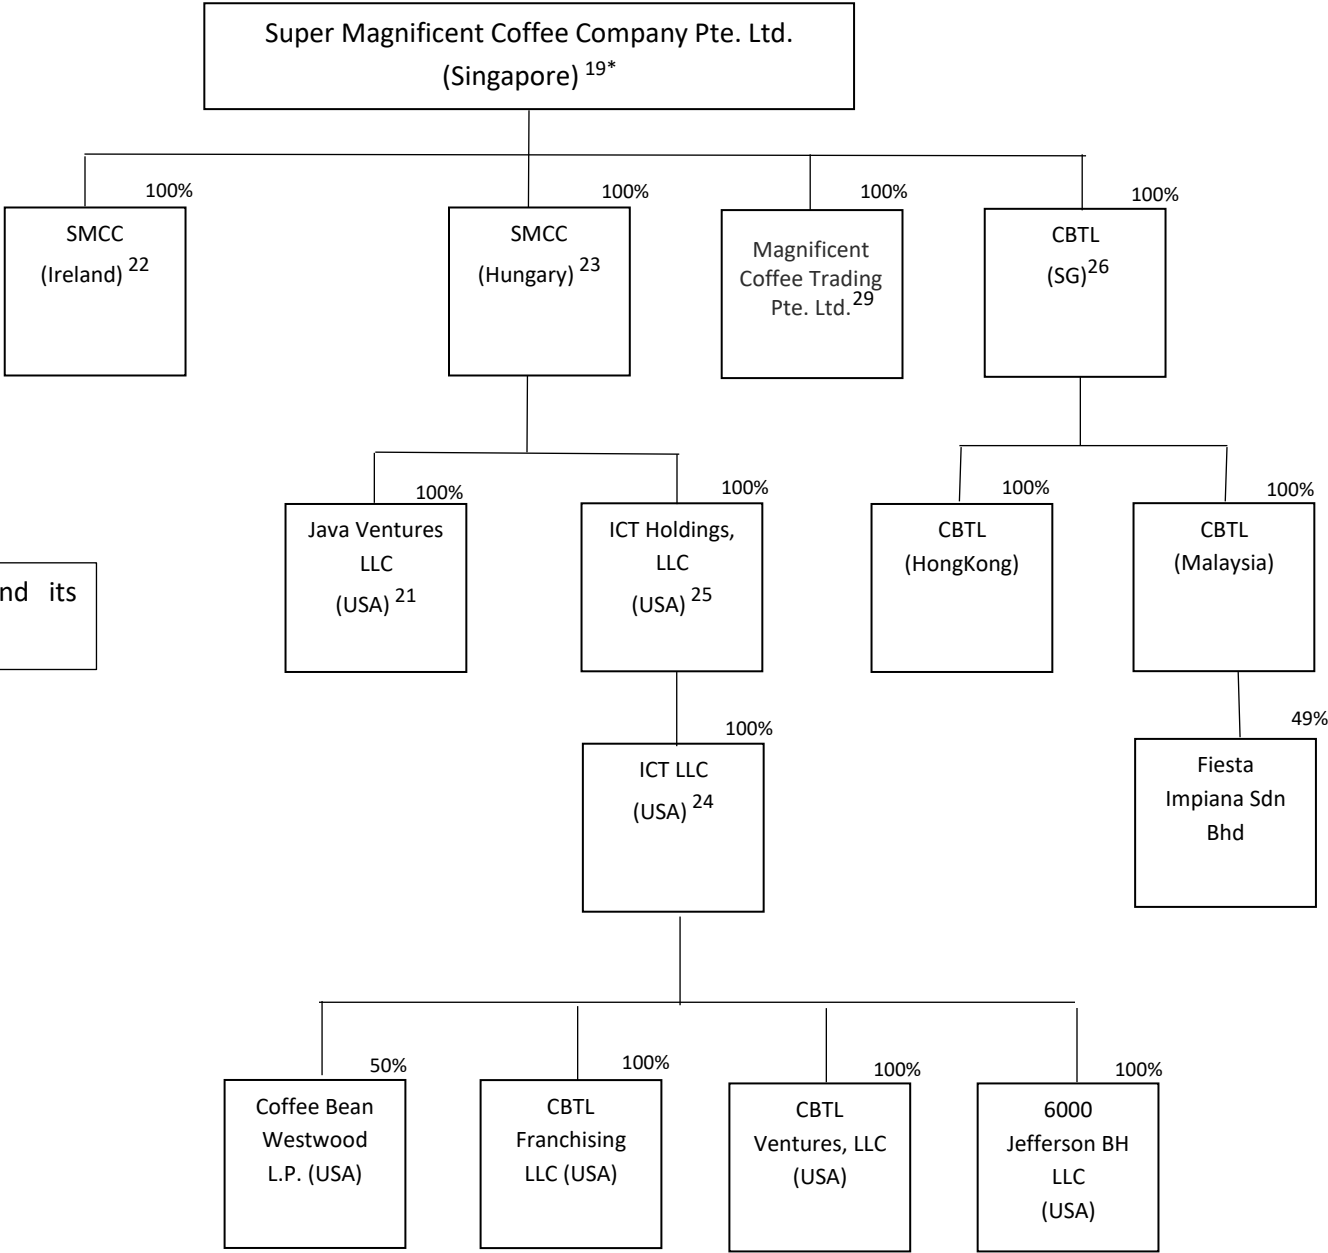 Super Magnificent Coffee Company Pte. Ltd.
(Singapore) 19*
100%
100%
100%
100%
SMCC
(Ireland) 22
SMCC
(Hungary) 23
Magnificent
Coffee Trading
Pte. Ltd.29
CBTL
(SG)26
100%
100%
100%
100%
Java Ventures
LLC
(USA) 21
ICT Holdings,
LLC
(USA) 25
CBTL
(HongKong)
CBTL
(Malaysia)
nd its
100%
49%
ICT LLC
(USA) 24
Fiesta
Impiana Sdn
Bhd
50%
100%
100%
100%
Coffee Bean
Westwood
L.P. (USA)
CBTL
Franchising
LLC (USA)
CBTL
Ventures, LLC
(USA)
6000
Jefferson BH
LLC
(USA)